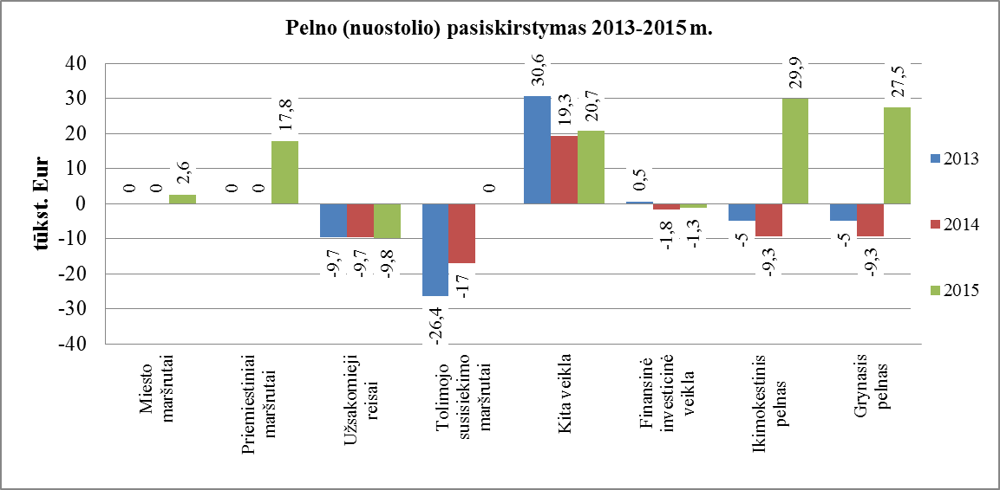 Pelno (nuostolio) pasiskirstymas 2013-2015 m.
tūkst. Eur
40
30
20
10
0
-10
-20
-30
-40
0
0
2,6
0
0
17,8
-9,7
-9,7
-9,8
-26,4
-17
0
30,6
19,3
20,7
0,5
-1,8
-1,3
-5
-9,3
29,9
-5
-9,3
27,5
Miesto
maršrutai
Priemiestiniai
maršrutai
Užsakomieji
reisai
Tolimojo
susisiekimo
maršrutai
Kita veikla
Finansinė
investicinė
veikla
Ikimokestinis
pelnas
Grynasis
pelnas
2013
2014
2015